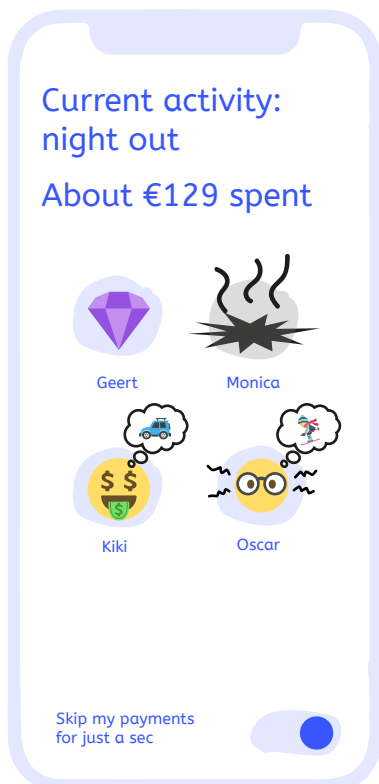 Current activity:
night out
About €129 spent
Geert
Monica
$ $
$
Kiki
Oscar
Skip my payments
for just a sec